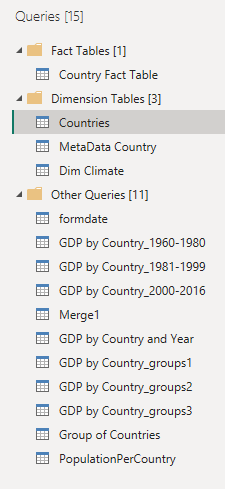 Queries [15]
Fact Tables [1]
Country Fact Table
Dimension Tables [3]
Countries
MetaData Country
Dim Climate
Other Queries [11]
formdate
GDP by Country_1960-1980
GDP by Country_1981-1999
GDP by Country_2000-2016
Merge1
GDP by Country and Year
GDP by Country_groups1
GDP by Country_groups2
GDP by Country_groups3
Group of Countries
PopulationPerCountry